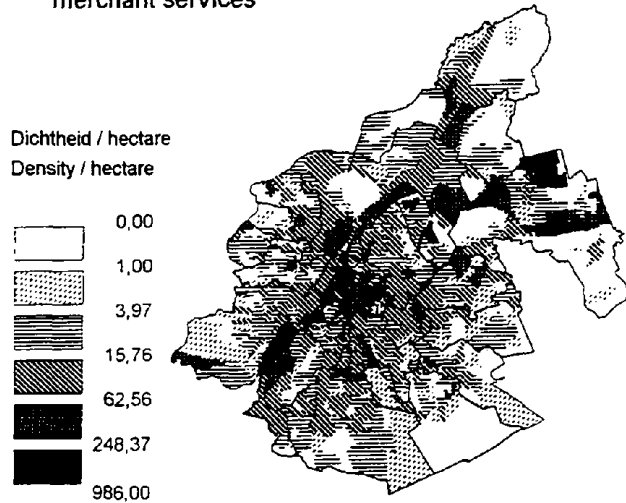 merchant services
Dichtheid / hectare
Density / hectare
0,00
1,00
3,97
15,76
62,56
248,37
986,00